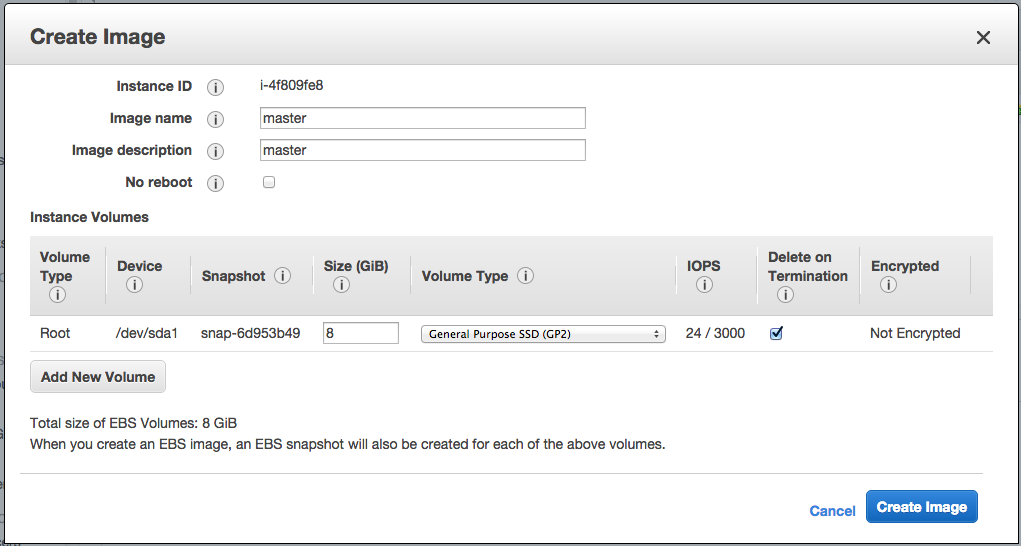 Create Image
Instance ID i i-4f809fe8
Image name i master
Image description i master
No reboot i
Instance Volumes
Volume Type i Device i Snapshot i Size (GiB) i Volume Type i IOPS i Delete on Termination i Encrypted i
Root /dev/sda1 snap-6d953b49 8 General Purpose SSD (GP2) 24 / 3000 Not Encrypted
Add New Volume
Total size of EBS Volumes: 8 GiB
When you create an EBS image, an EBS snapshot will also be created for each of the above volumes.
Cancel Create Image